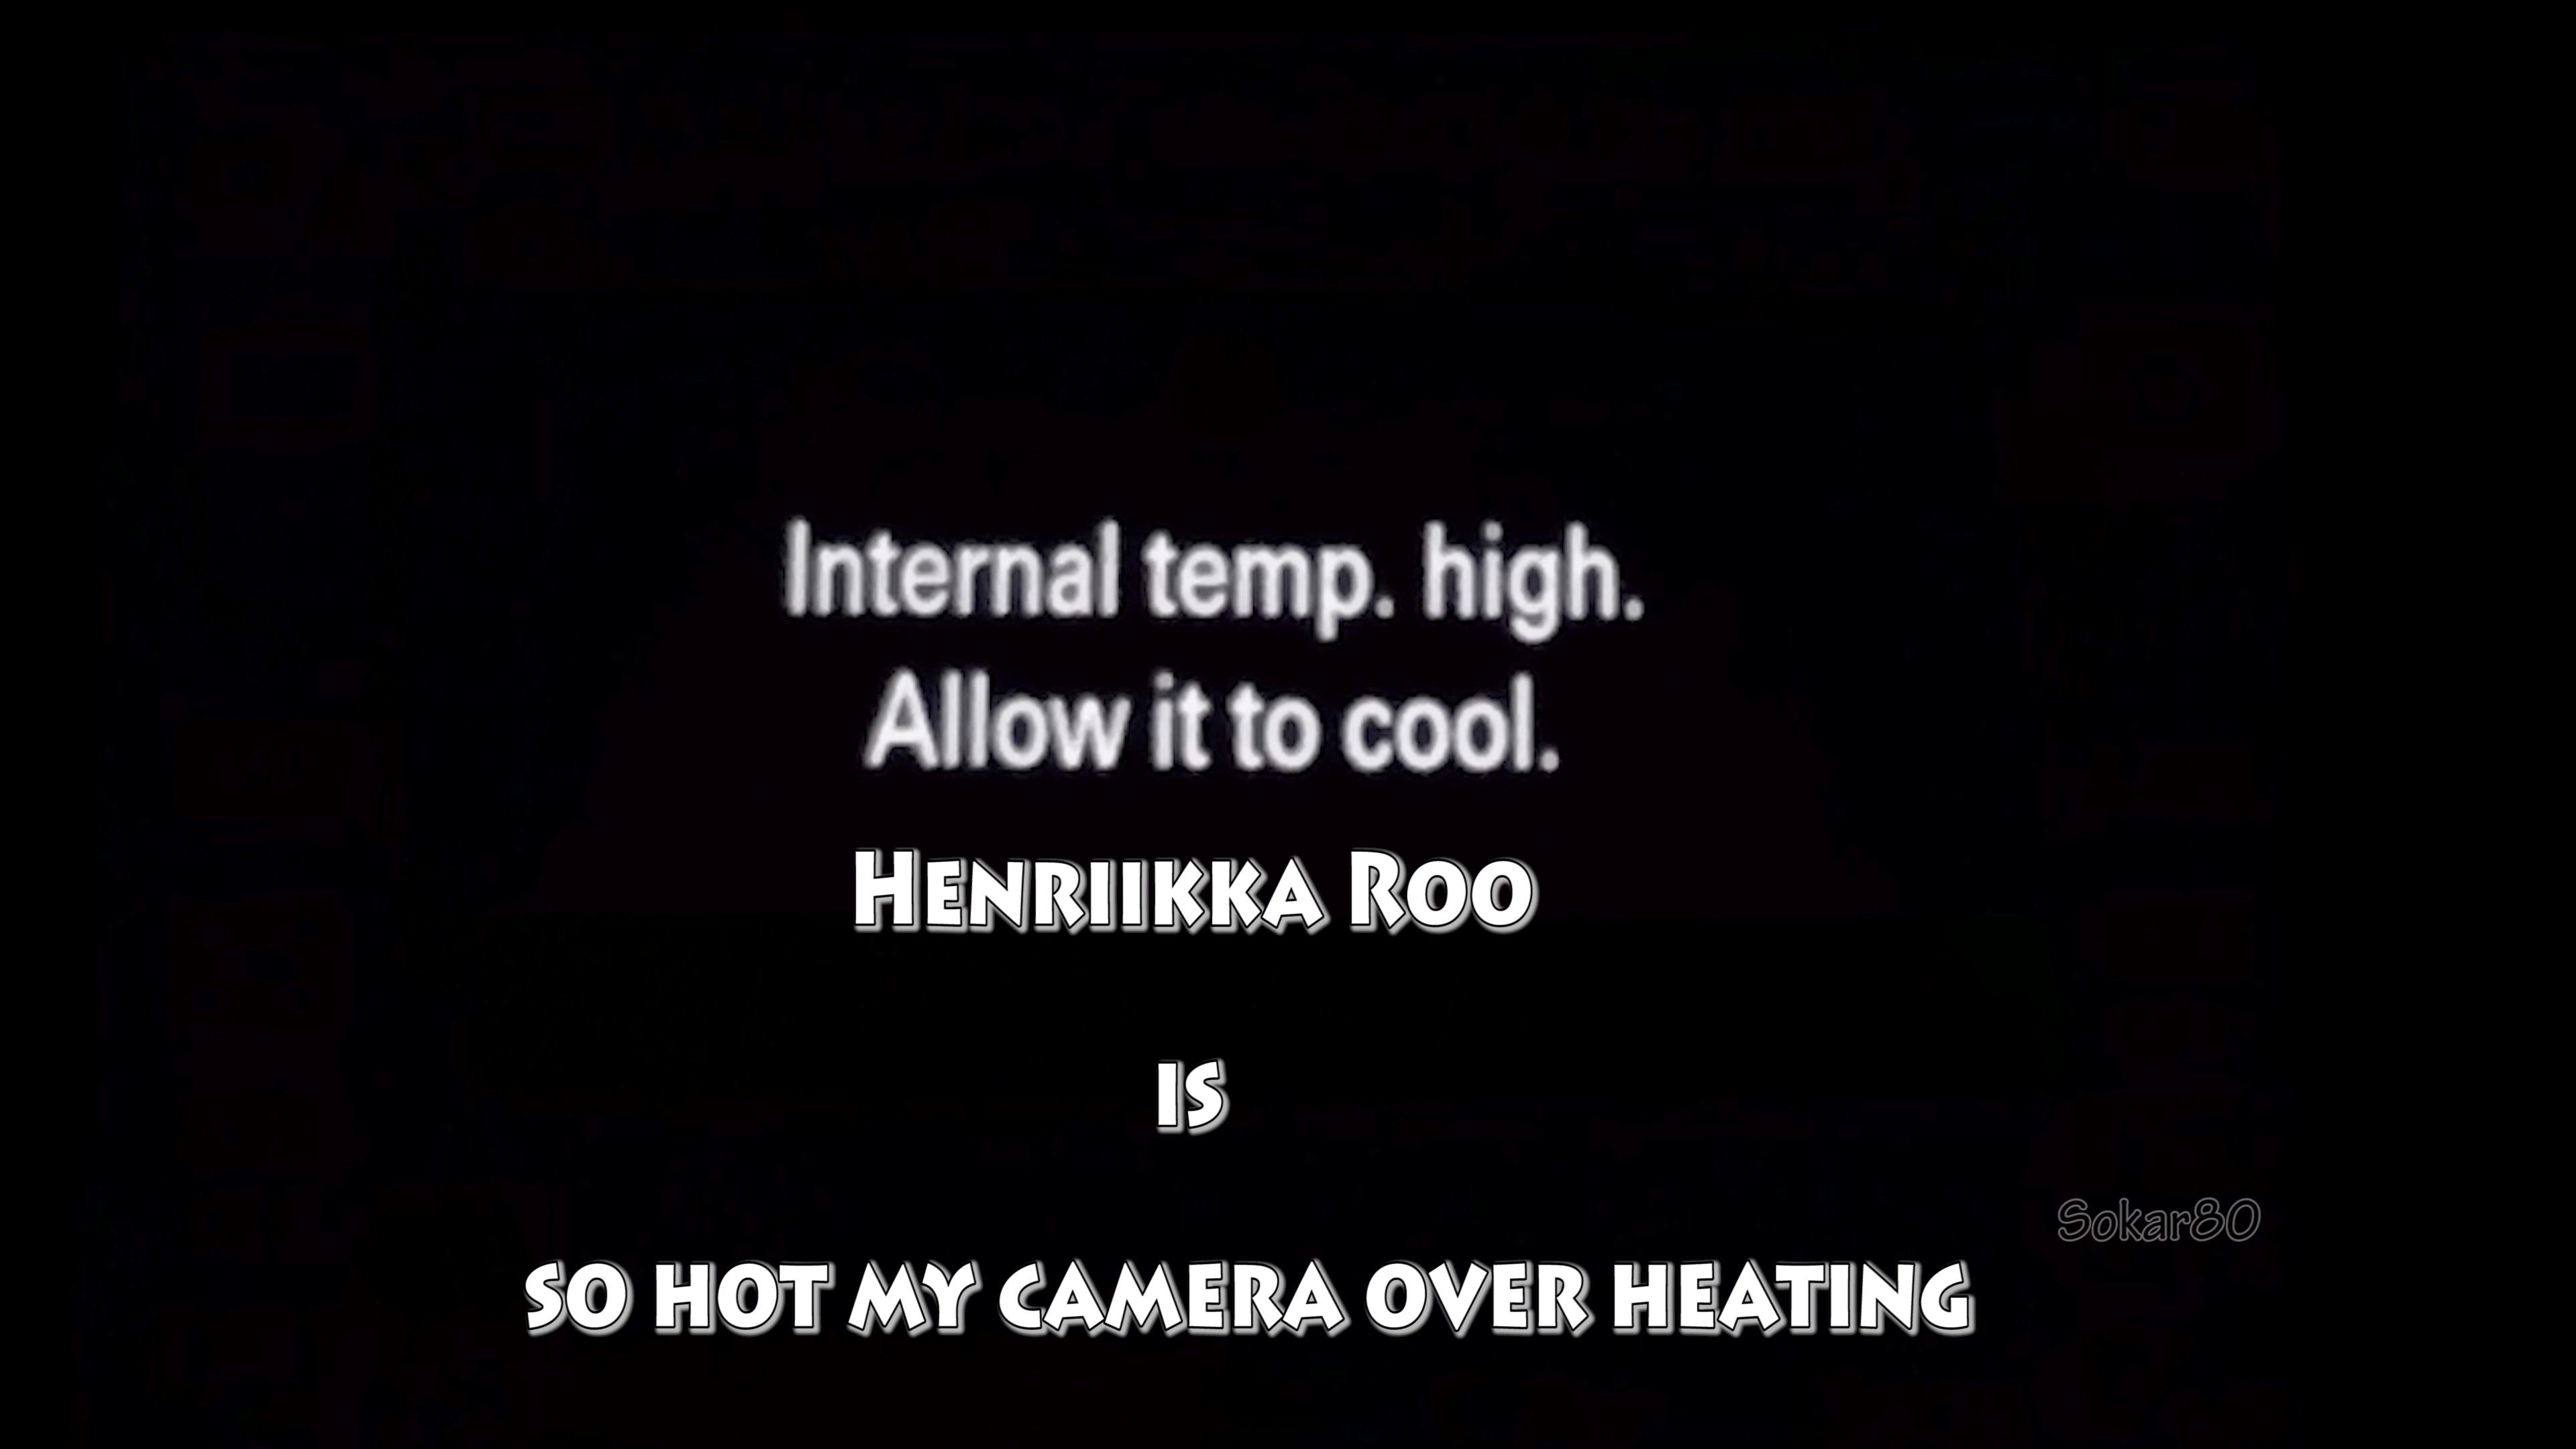 Internal temp. high.
Allow it to cool.
Henriikka Roo
is
so hot my camera over heating
Sokar80